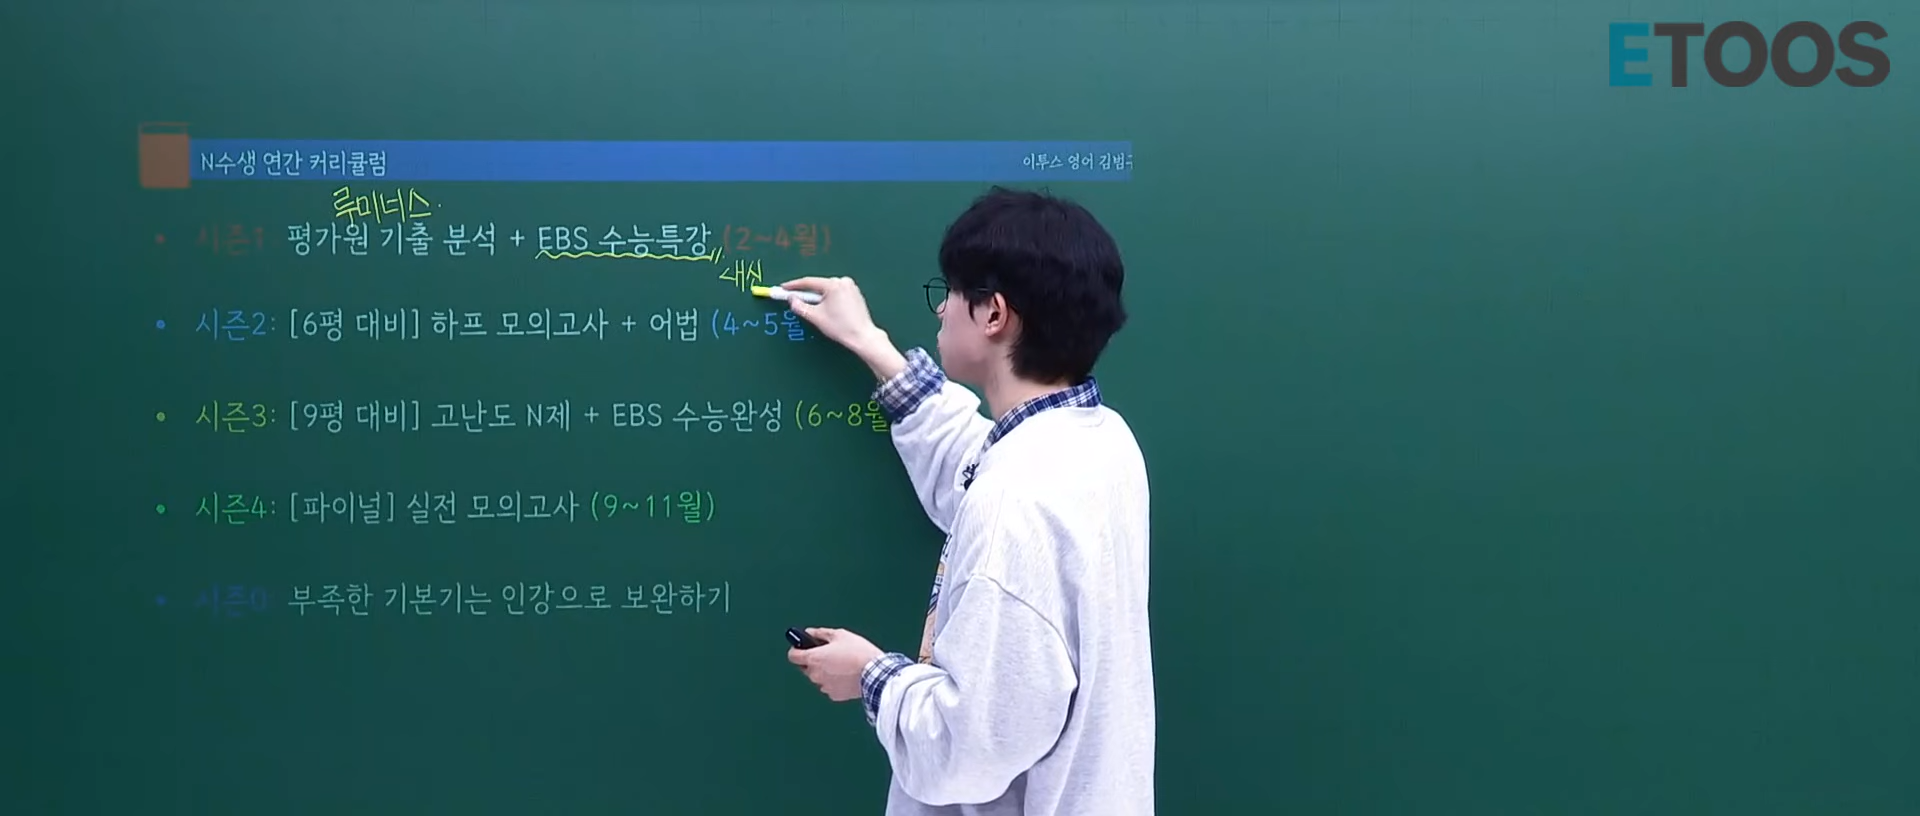 ETOOS
N수생 연간 커리큘럼
이투스 영어 김범구
루미너스
시즌1: 평가원 기출 분석 + EBS 수능특강 (2~4월)
내신
시즌2: [6평 대비] 하프 모의고사 + 어법 (4~5월)
시즌3: [9평 대비] 고난도 N제 + EBS 수능완성 (6~8월
시즌4: [파이널] 실전 모의고사 (9~11월)
시즌0: 부족한 기본기는 인강으로 보완하기